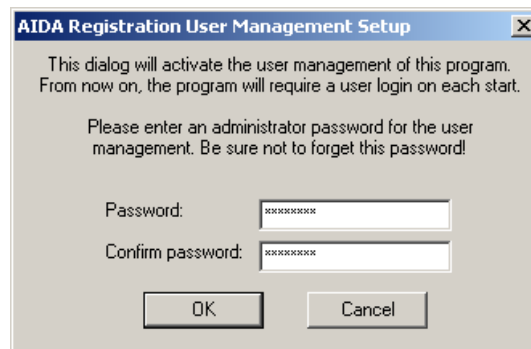 AIDA Registration User Management Setup
This dialog will activate the user management of this program.
From now on, the program will require a user login on each start.
Please enter an administrator password for the user
management. Be sure not to forget this password!
Password: ********
Confirm password: ********
OK Cancel